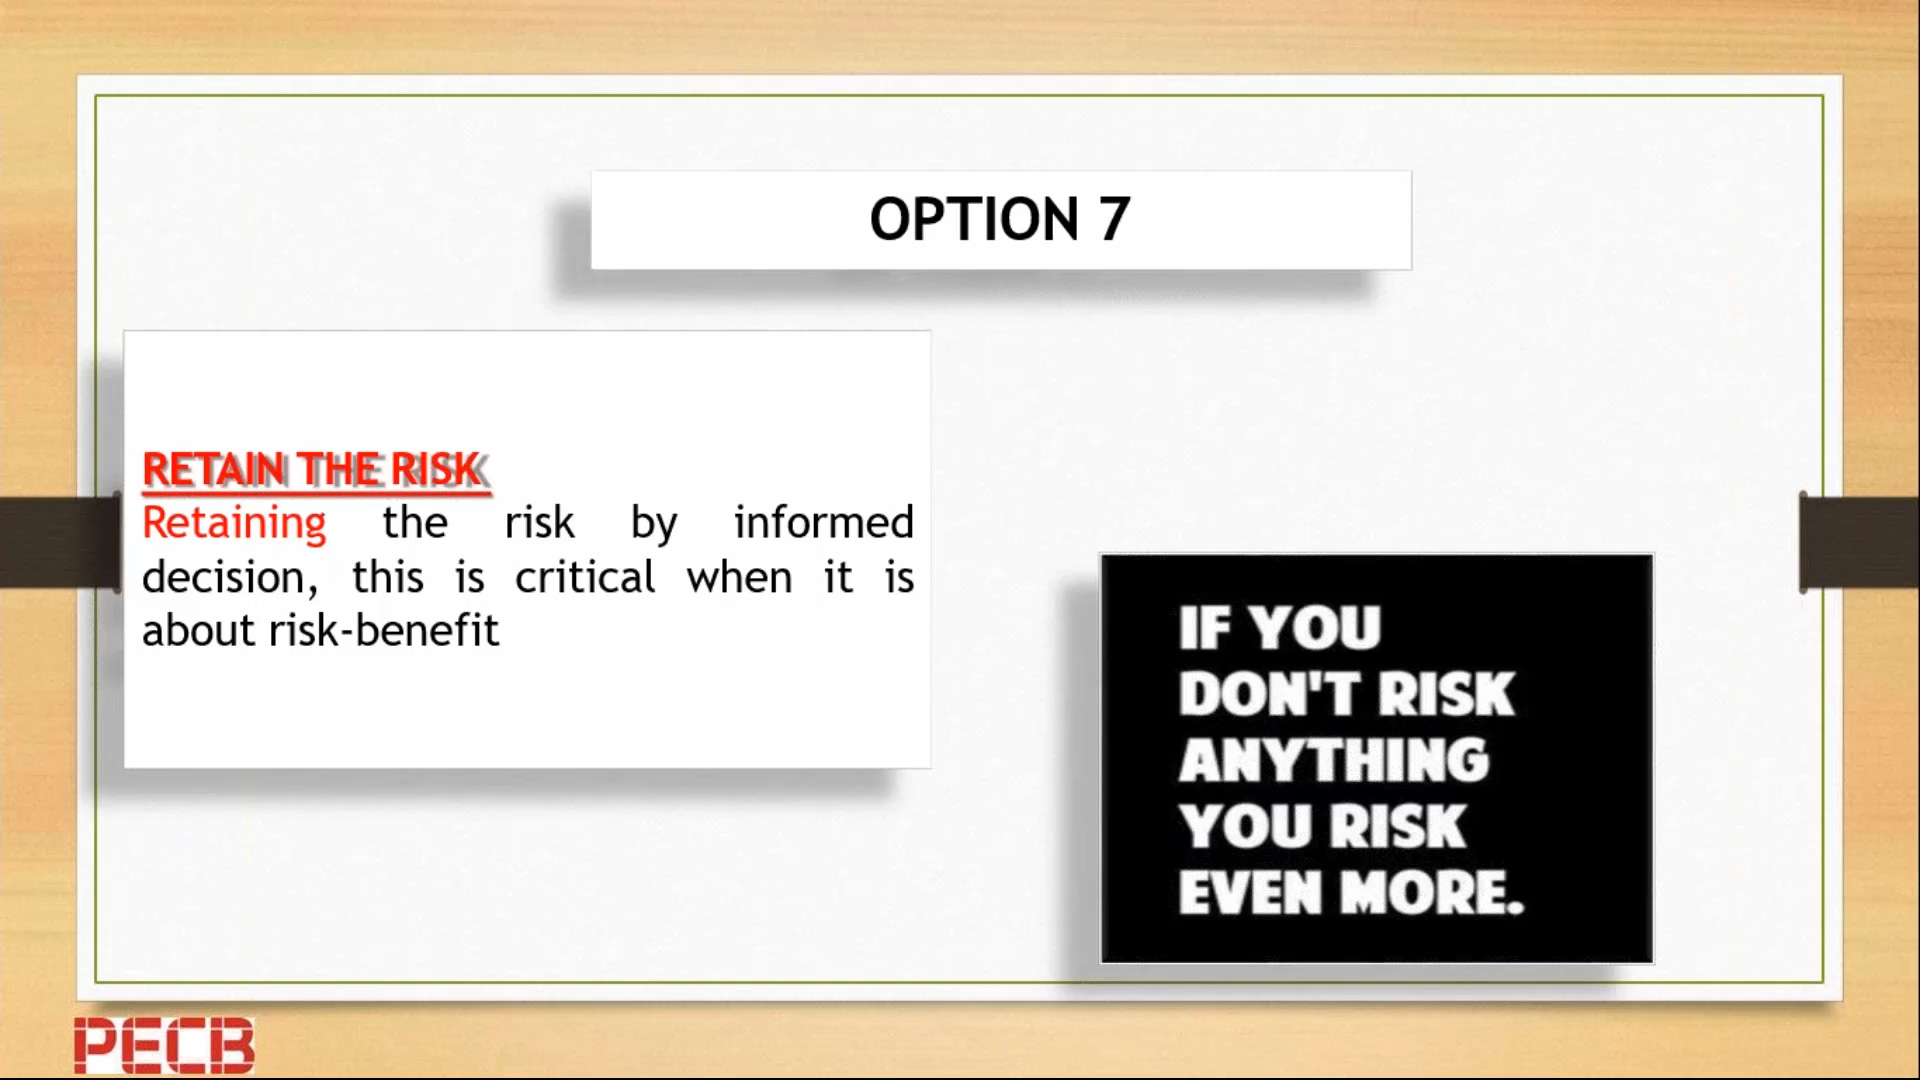 OPTION 7
RETAIN THE RISK
Retaining the risk by informed
decision, this is critical when it is
about risk-benefit
IF YOU
DON'T RISK
ANYTHING
YOU RISK
EVEN MORE.
PECB